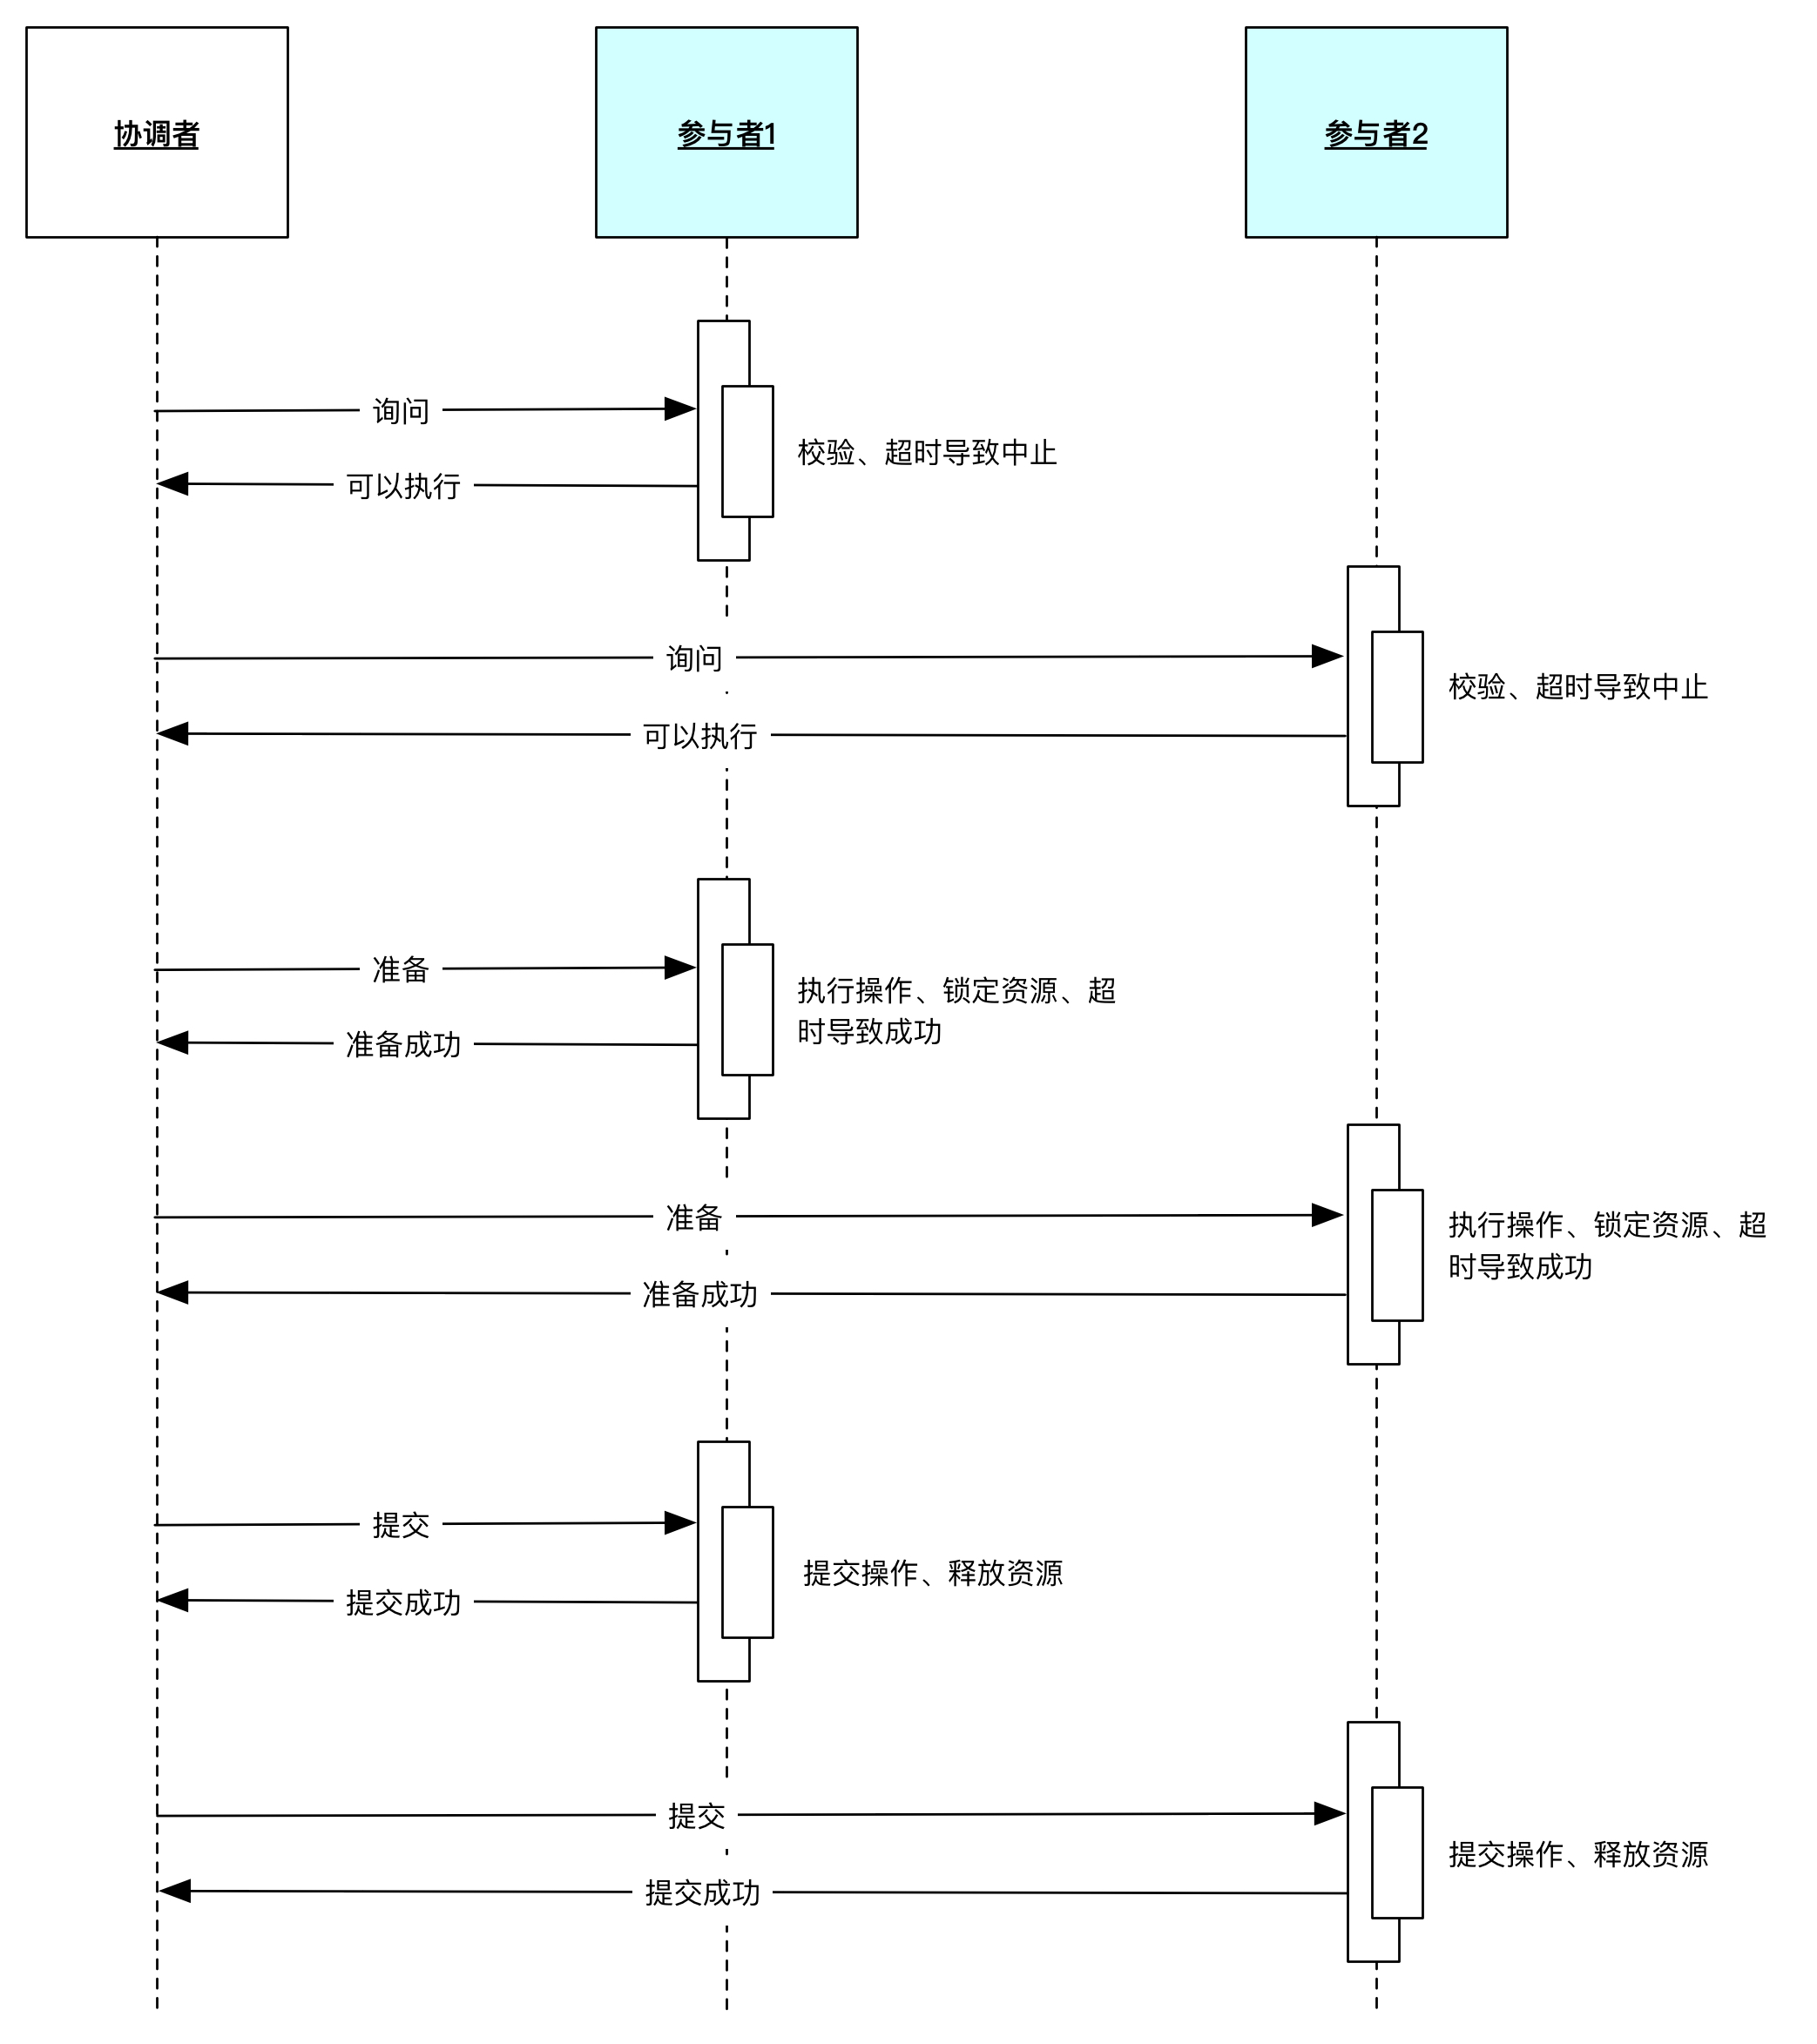 协调者
参与者1
参与者2
询问
校验、超时导致中止
可以执行
询问
校验、超时导致中止
可以执行
准备
执行操作、锁定资源、超
时导致成功
准备成功
准备
执行操作、锁定资源、超
时导致成功
准备成功
提交
提交操作、释放资源
提交成功
提交
提交操作、释放资源
提交成功